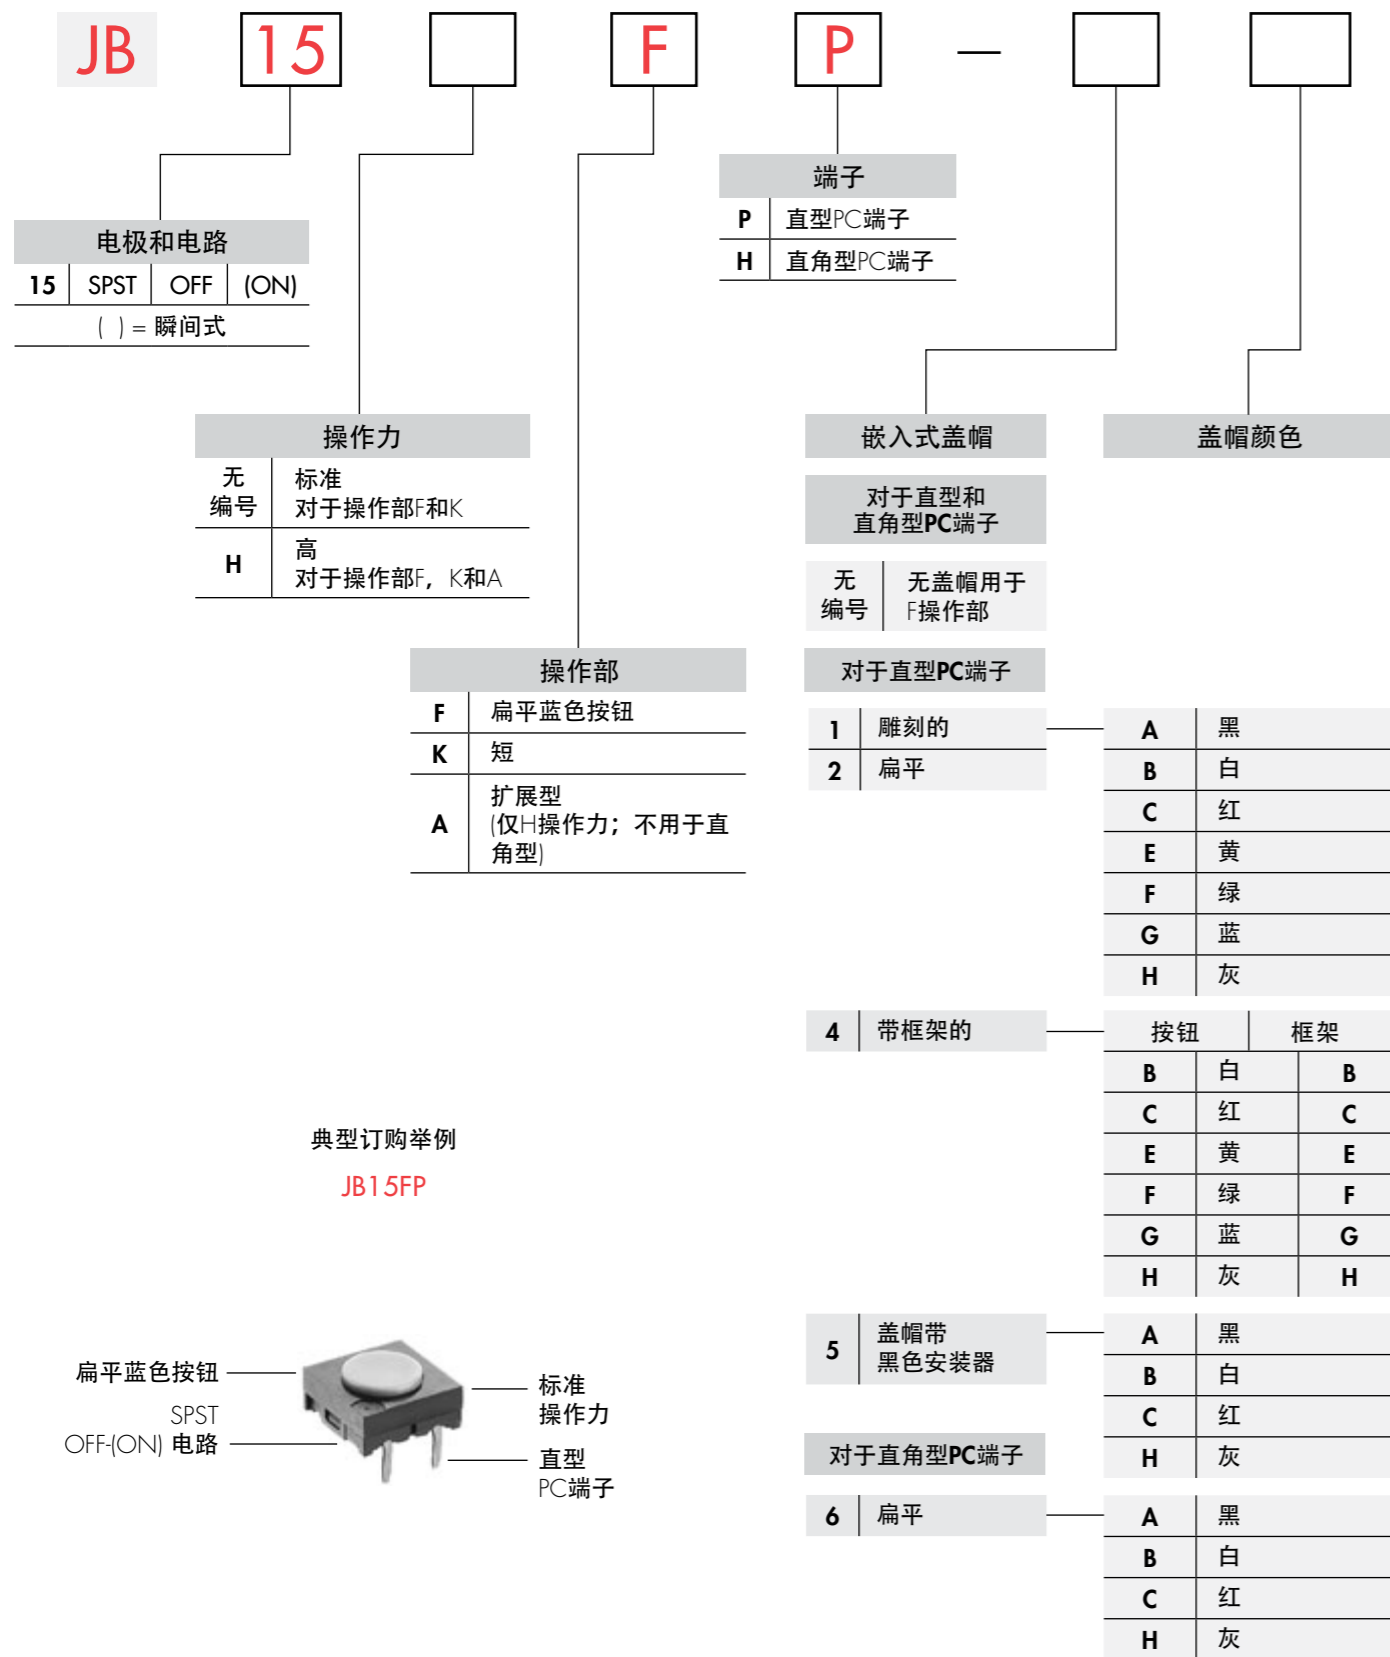 JB 15 F P —
端子
P 直型PC端子
H 直角型PC端子
电极和电路
15 SPST OFF (ON)
( ) = 瞬间式
操作力
无
编号
标准
对于操作部F和K
H
高
对于操作部F，K和A
操作部
F 扁平蓝色按钮
K 短
A
扩展型
(仅H操作力；不用于直
角型)
嵌入式盖帽
对于直型和
直角型PC端子
无
编号
无盖帽用于
F操作部
对于直型PC端子
1 雕刻的
2 扁平
盖帽颜色
A 黑
B 白
C 红
E 黄
F 绿
G 蓝
H 灰
4 带框架的
按钮 框架
B 白 B
C 红 C
E 黄 E
F 绿 F
G 蓝 G
H 灰 H
5
盖帽带
黑色安装器
A 黑
B 白
C 红
H 灰
对于直角型PC端子
6 扁平
A 黑
B 白
C 红
H 灰
典型订购举例
JB15FP
扁平蓝色按钮
SPST
OFF-(ON) 电路
标准
操作力
直型
PC端子